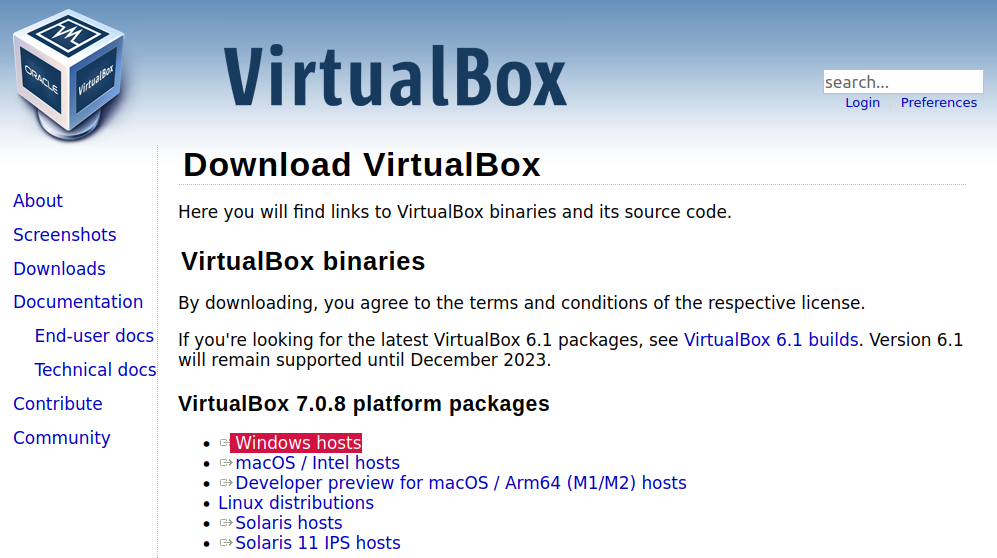 ORACLE
VirtualBox
VirtualBox
search...
Login
Preferences
Download VirtualBox
About
Screenshots
Downloads
Documentation
End-user docs
Technical docs
Contribute
Community
Here you will find links to VirtualBox binaries and its source code.
VirtualBox binaries
By downloading, you agree to the terms and conditions of the respective license.
If you're looking for the latest VirtualBox 6.1 packages, see VirtualBox 6.1 builds. Version 6.1
will remain supported until December 2023.
VirtualBox 7.0.8 platform packages
Windows hosts
macOS / Intel hosts
Developer preview for macOS / Arm64 (M1/M2) hosts
Linux distributions
Solaris hosts
Solaris 11 IPS hosts